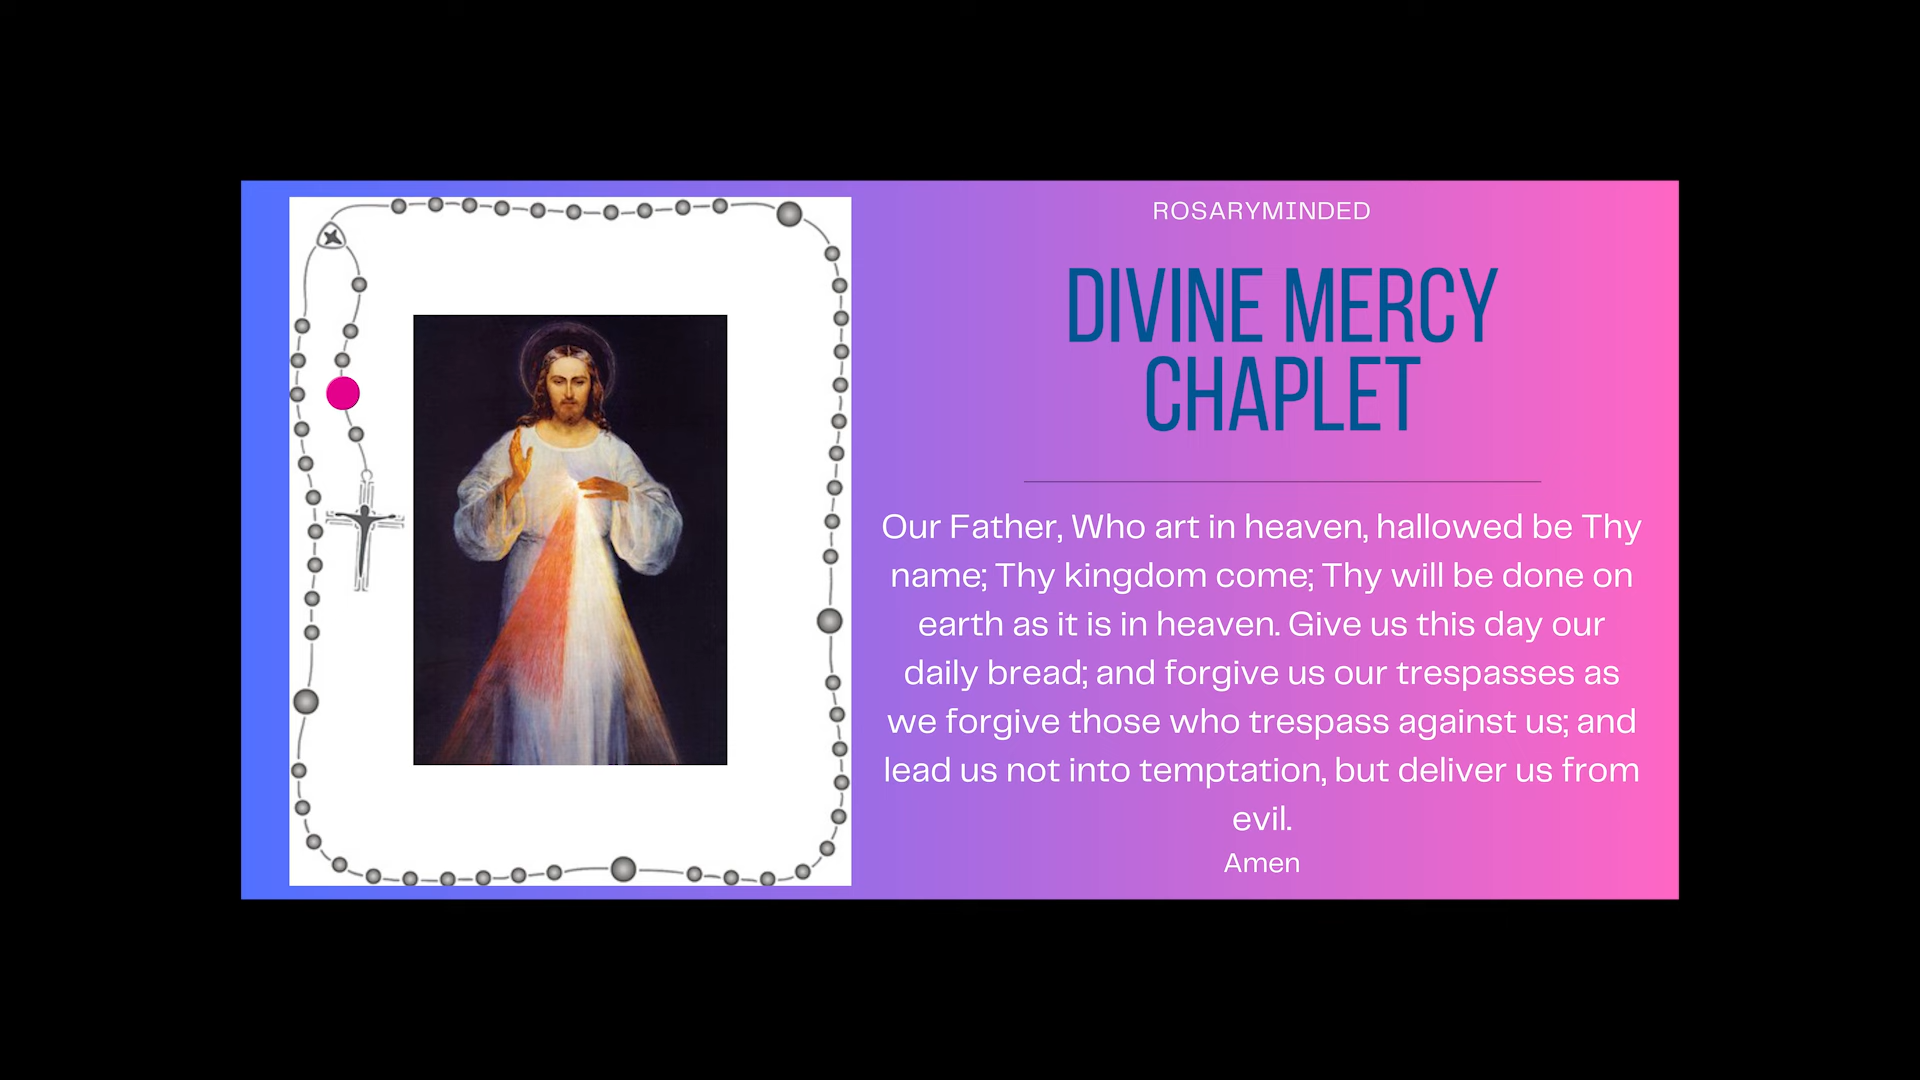 ROSARYMINDED
DIVINE MERCY
CHAPLET
Our Father, Who art in heaven, hallowed be Thy
name; Thy kingdom come; Thy will be done on
earth as it is in heaven. Give us this day our
daily bread; and forgive us our trespasses as
we forgive those who trespass against us; and
lead us not into temptation, but deliver us from
evil.
Amen